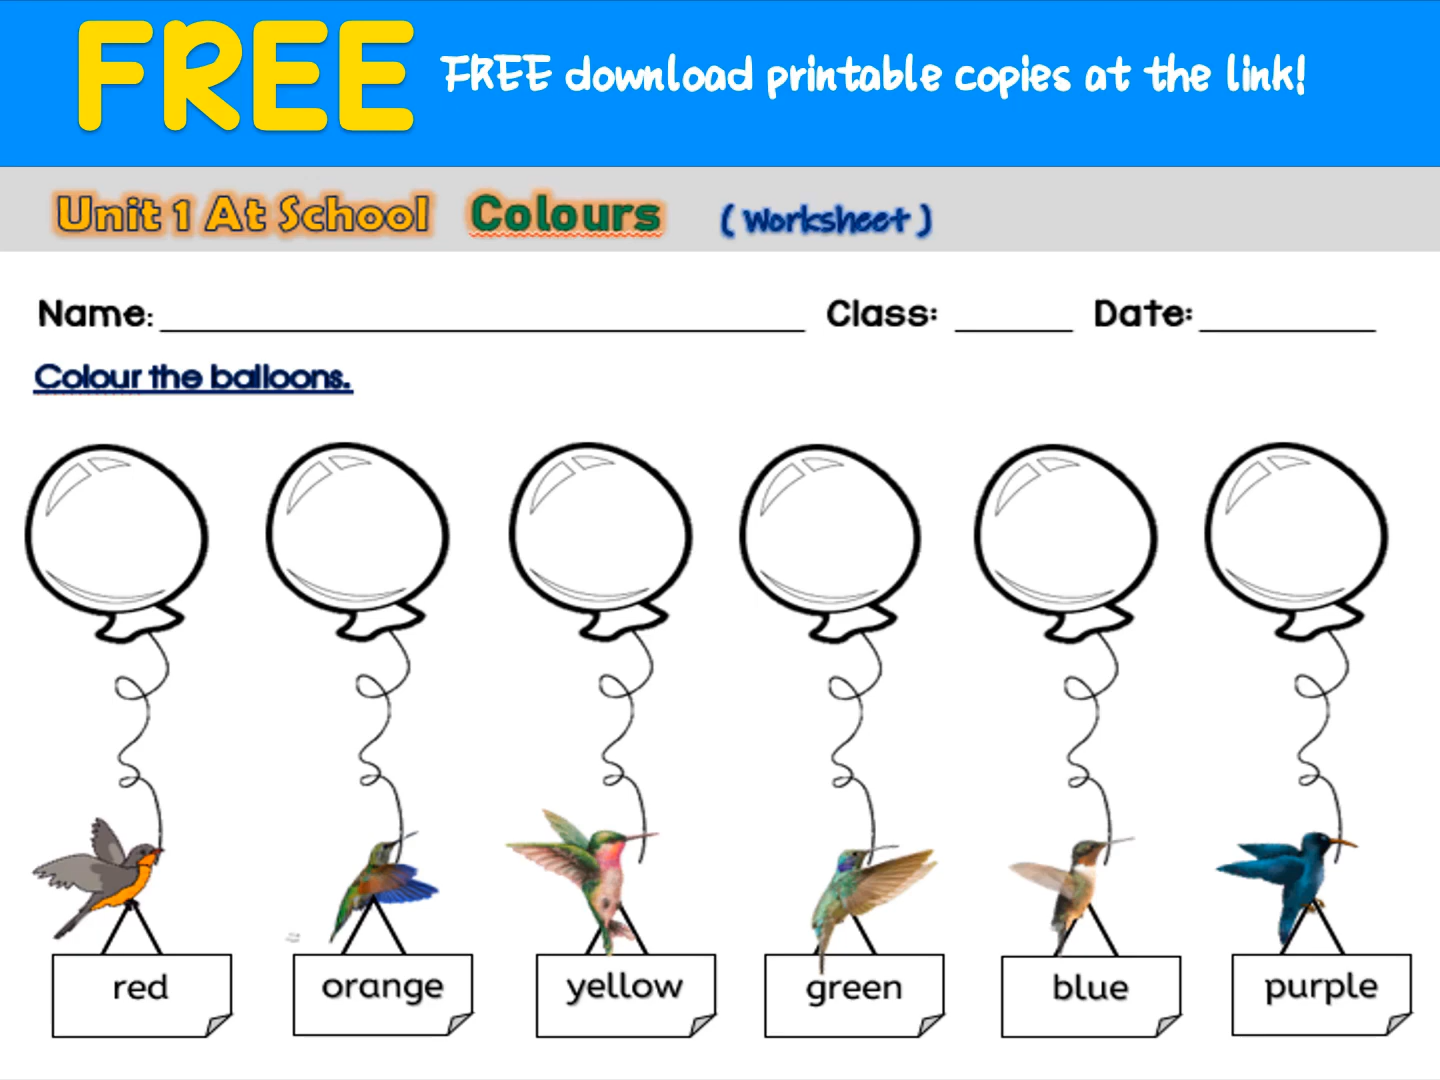 FREE FREE download printable copies at the link!
Unit 1 At School Colours ( Worksheet )
Name: Class: Date:
Colour the balloons.
red orange yellow green blue purple